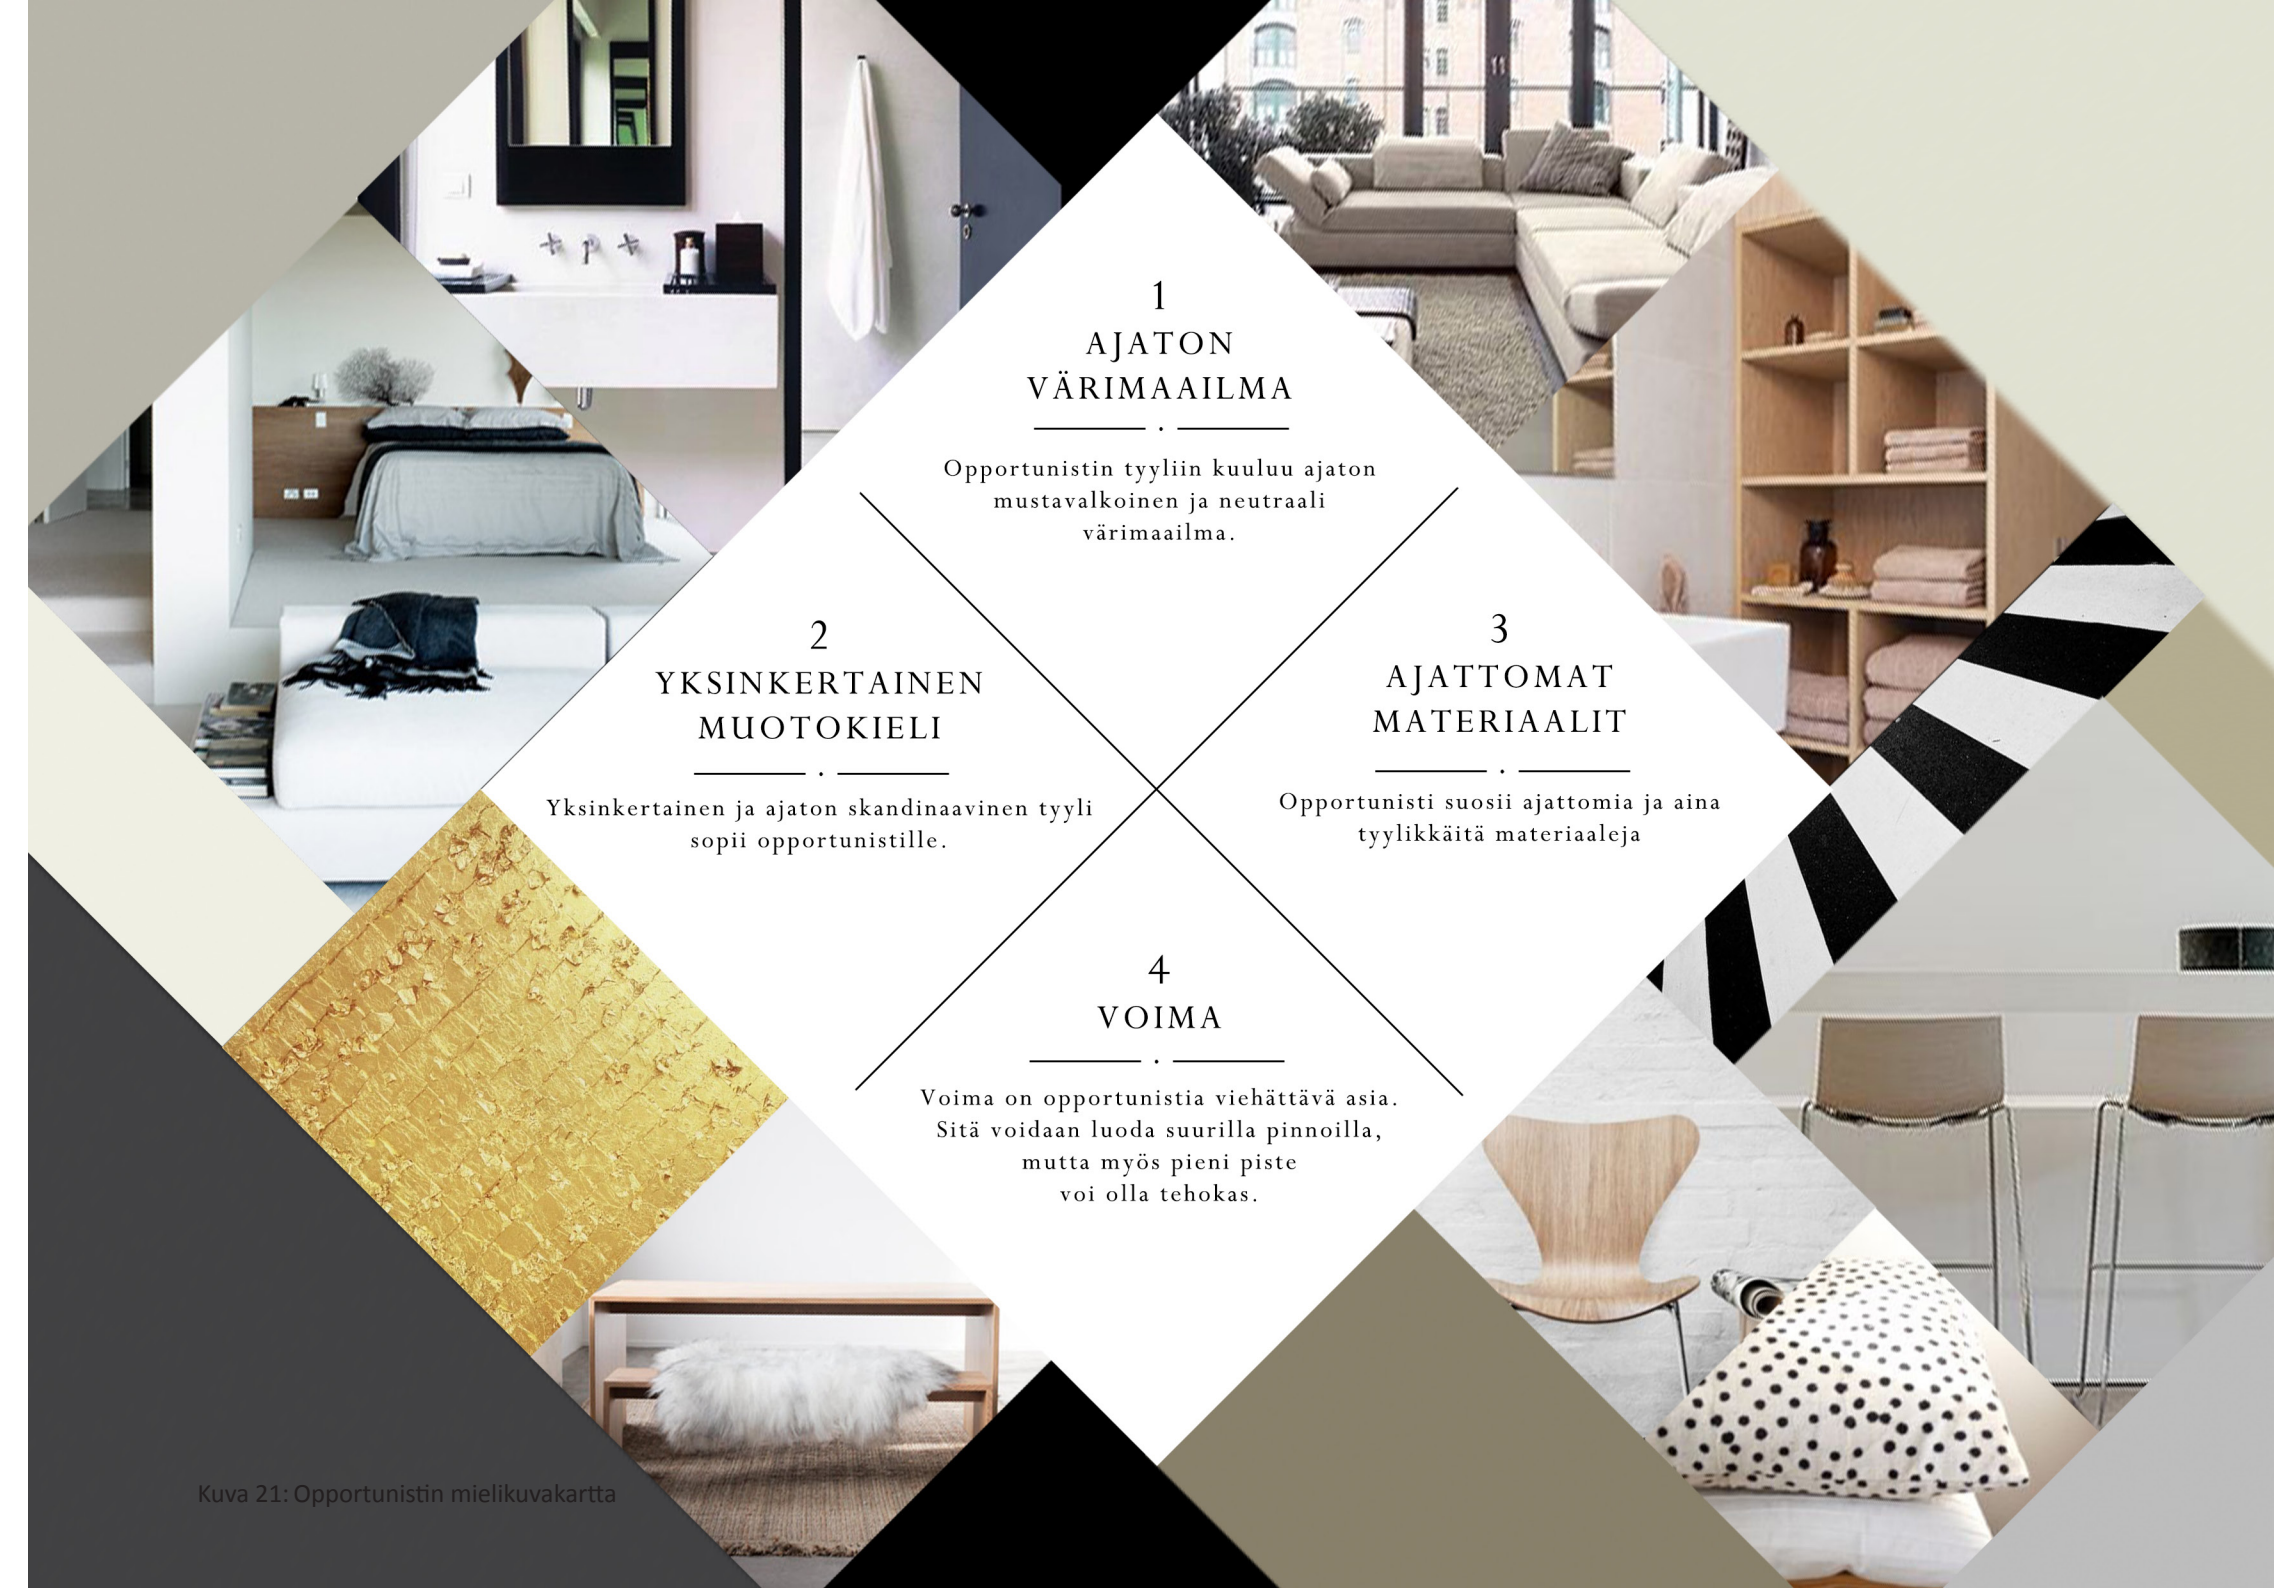 1
AJATON
VÄRIMAAILMA
Opportunistin tyyliin kuuluu ajaton
mustavalkoinen ja neutraali
värimaailma.
2
YKSINKERTAINEN
MUOTOKIELI
Yksinkertainen ja ajaton skandinaavinen tyyli
sopii opportunistille.
3
AJATTOMAT
MATERIAALIT
Opportunisti suosii ajattomia ja aina
tyylikkäitä materiaaleja
4
VOIMA
Voima on opportunistia viehättävä asia.
Sitä voidaan luoda suurilla pinnoilla,
mutta myös pieni piste
voi olla tehokas.
Kuva 21: Opportunistin mielikuvakartta